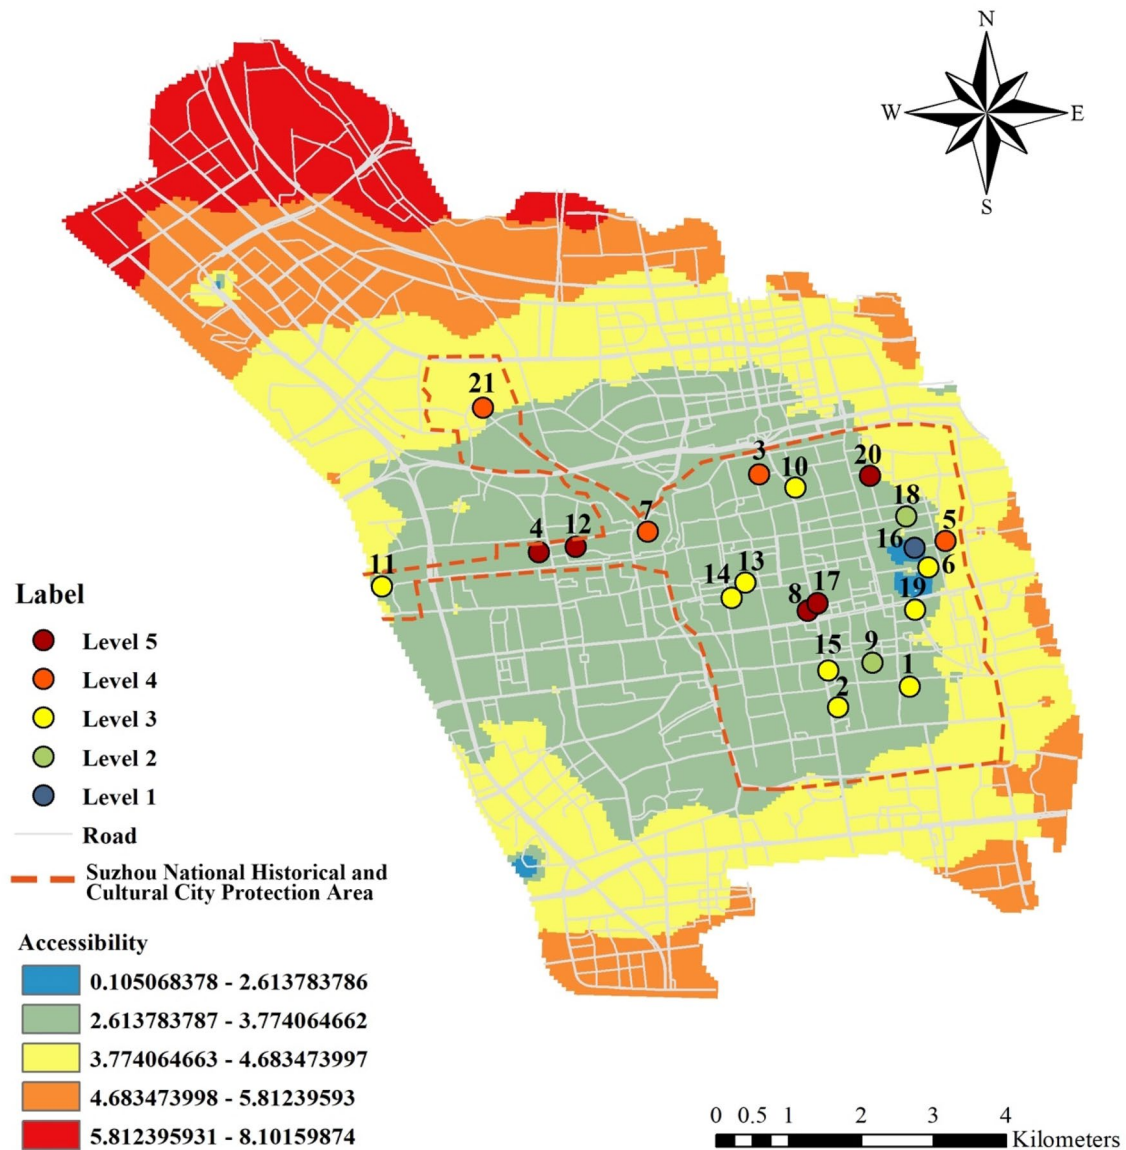 N
W
E
S
21
3
10
20
18
7
5
4
12
16
11
6
13
14
17
8
19
15
9
1
2
Label
Level 5
Level 4
Level 3
Level 2
Level 1
Road
Suzhou National Historical and
Cultural City Protection Area
Accessibility
0.105068378 - 2.613783786
2.613783787 - 3.774064662
3.774064663 - 4.683473997
4.683473998 - 5.81239593
5.812395931 - 8.10159874
0 0.5 1 2 3 4
Kilometers